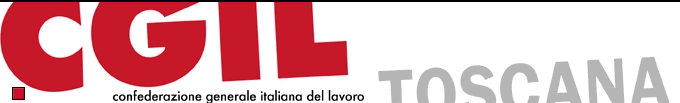 CGIL
confederazione generale italiana del lavoro
TOSCANA